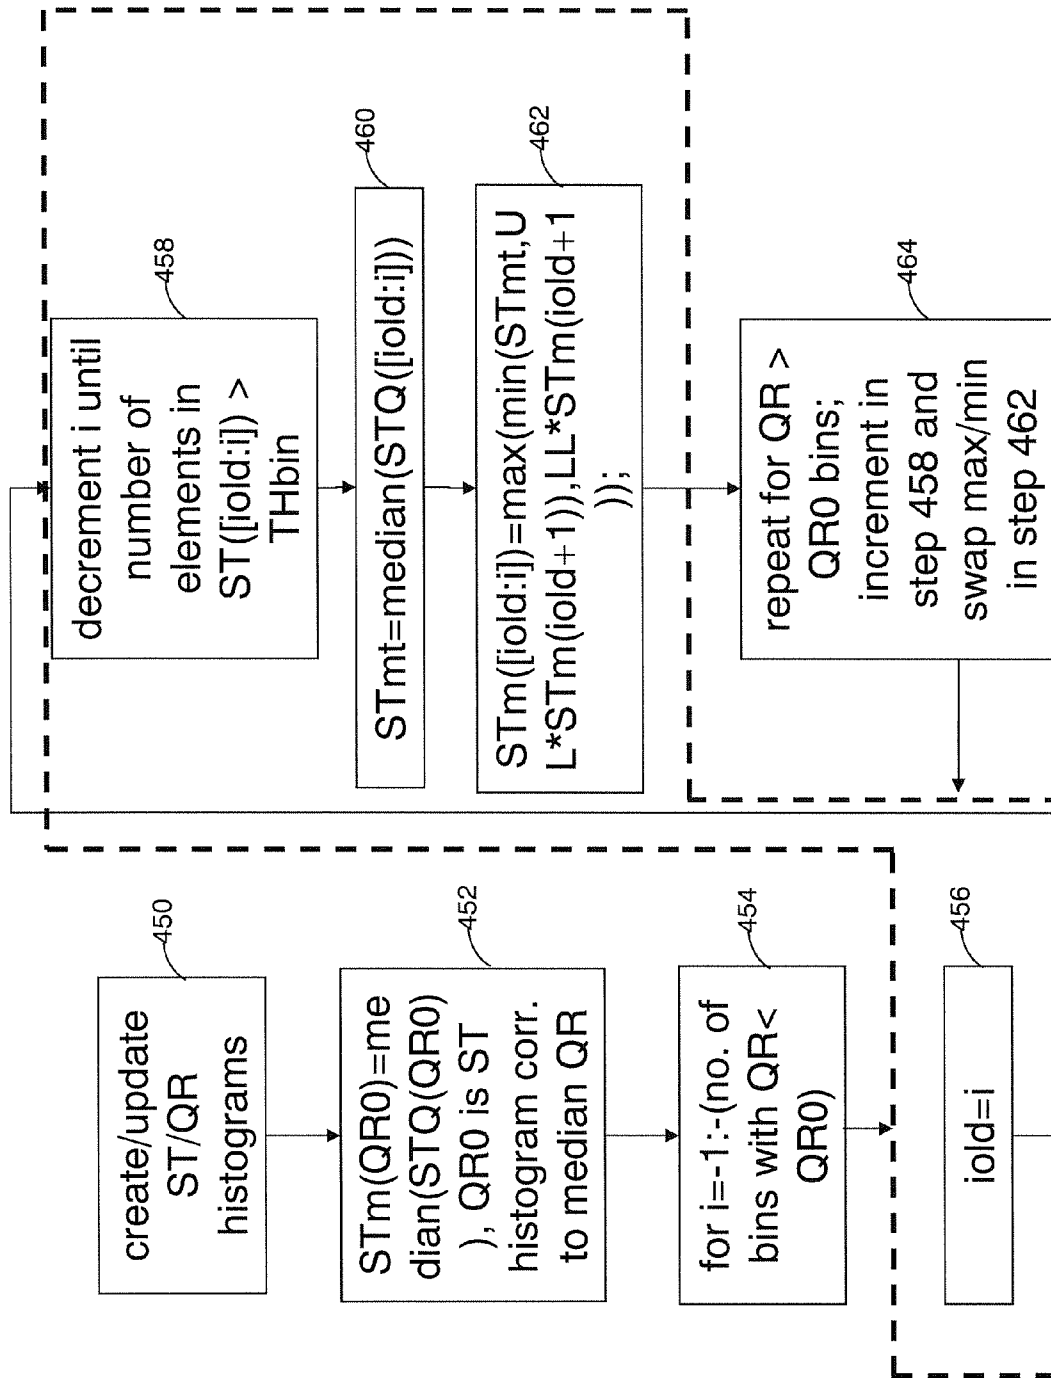 450
create/update
ST/QR
histograms
452
STm(QR0)=me
dian(STQ(QR0)
), QR0 is ST
histogram corr.
to median QR
454
for i=-1:-(no. of
bins with QR<
QR0)
456
iold=i
458
decrement i until
number of
elements in
ST([iold:i]) >
THbin
460
STmt=median(STQ([iold:i]))
462
STm([iold:i])=max(min(STmt,U
L*STm(iold+1)),LL*STm(iold+1
));
464
repeat for QR >
QR0 bins;
increment in
step 458 and
swap max/min
in step 462